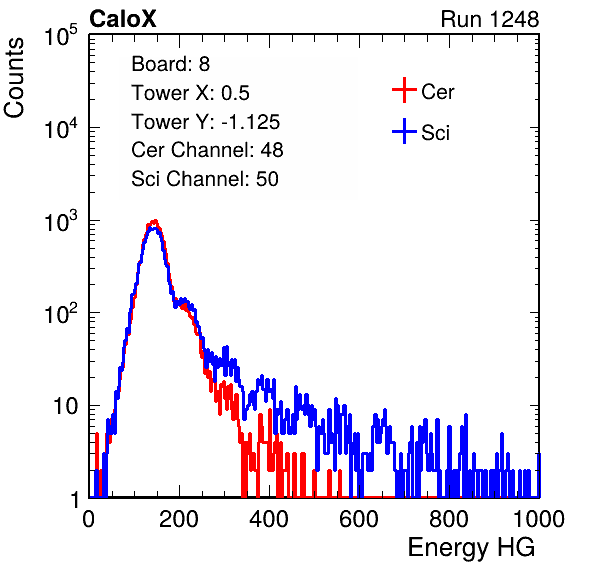 CaloX Run 1248
Counts
Board: 8
Tower X: 0.5
Tower Y: -1.125
Cer Channel: 48
Sci Channel: 50
Cer
Sci
10^5
10^4
10^3
10^2
10
1
0 200 400 600 800 1000
Energy HG